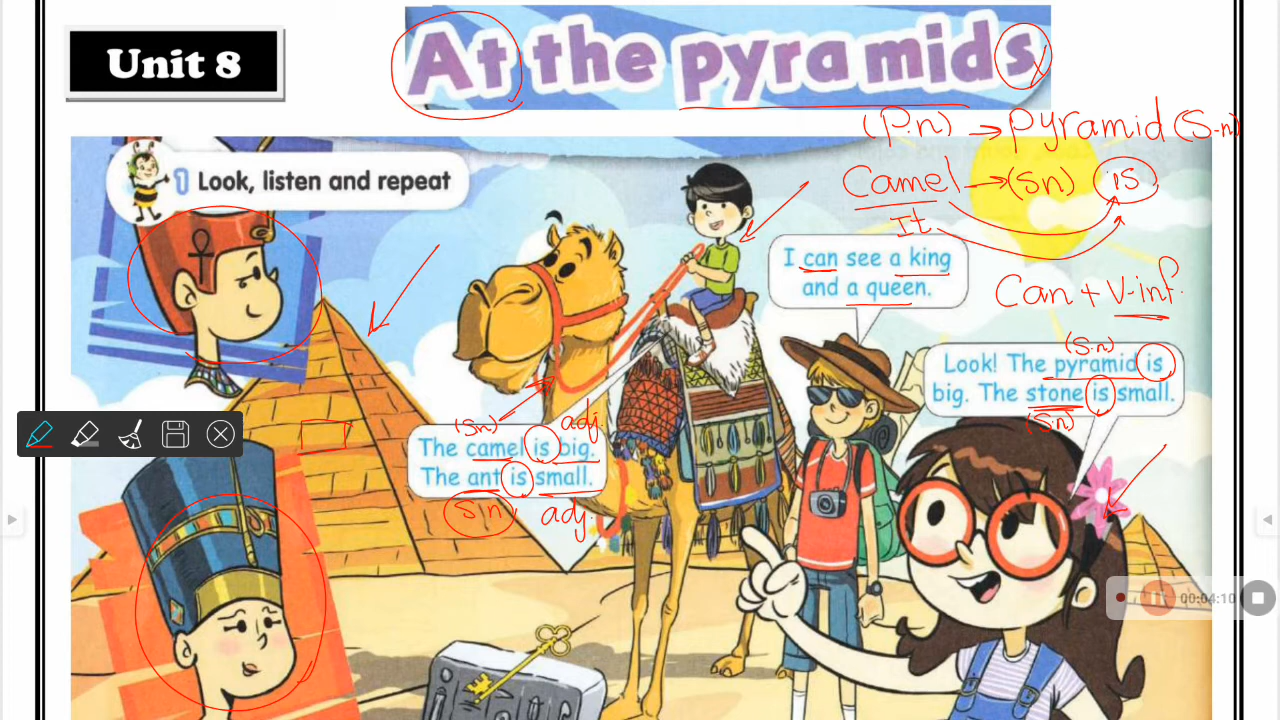 Unit 8
At the pyramids
(P.n) → pyramid (S.n)
1 Look, listen and repeat
Camel → (Sn) is
It
I can see a king
and a queen.
Can + V-inf.
(S.n)
Look! The pyramid is
big. The stone is small.
(S.n)
(Sn) adj.
The camel is big.
The ant is small.
S.n adj.
00:04:10